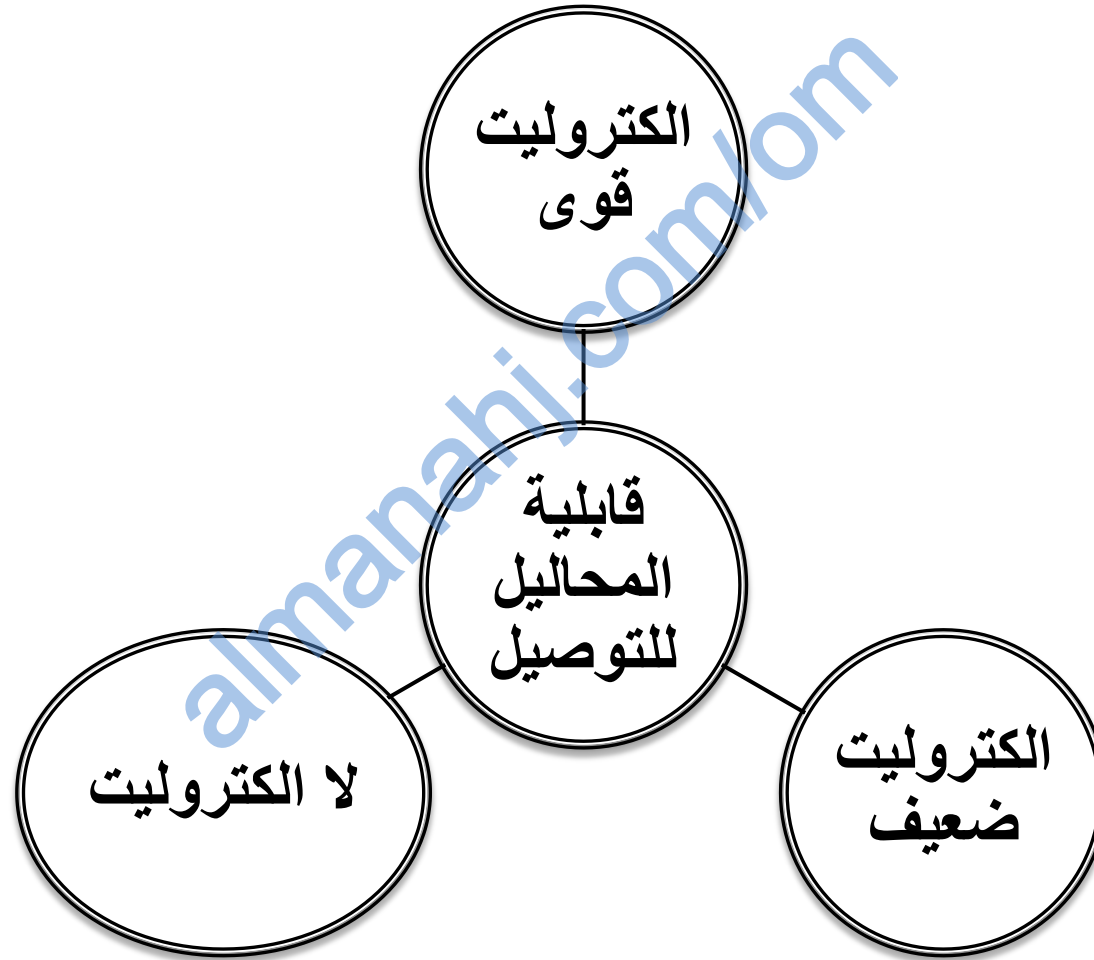 الكتروليت
قوى
قابلية
المحاليل
للتوصيل
الكتروليت
ضعيف
لا الكتروليت
almanahj.com/om